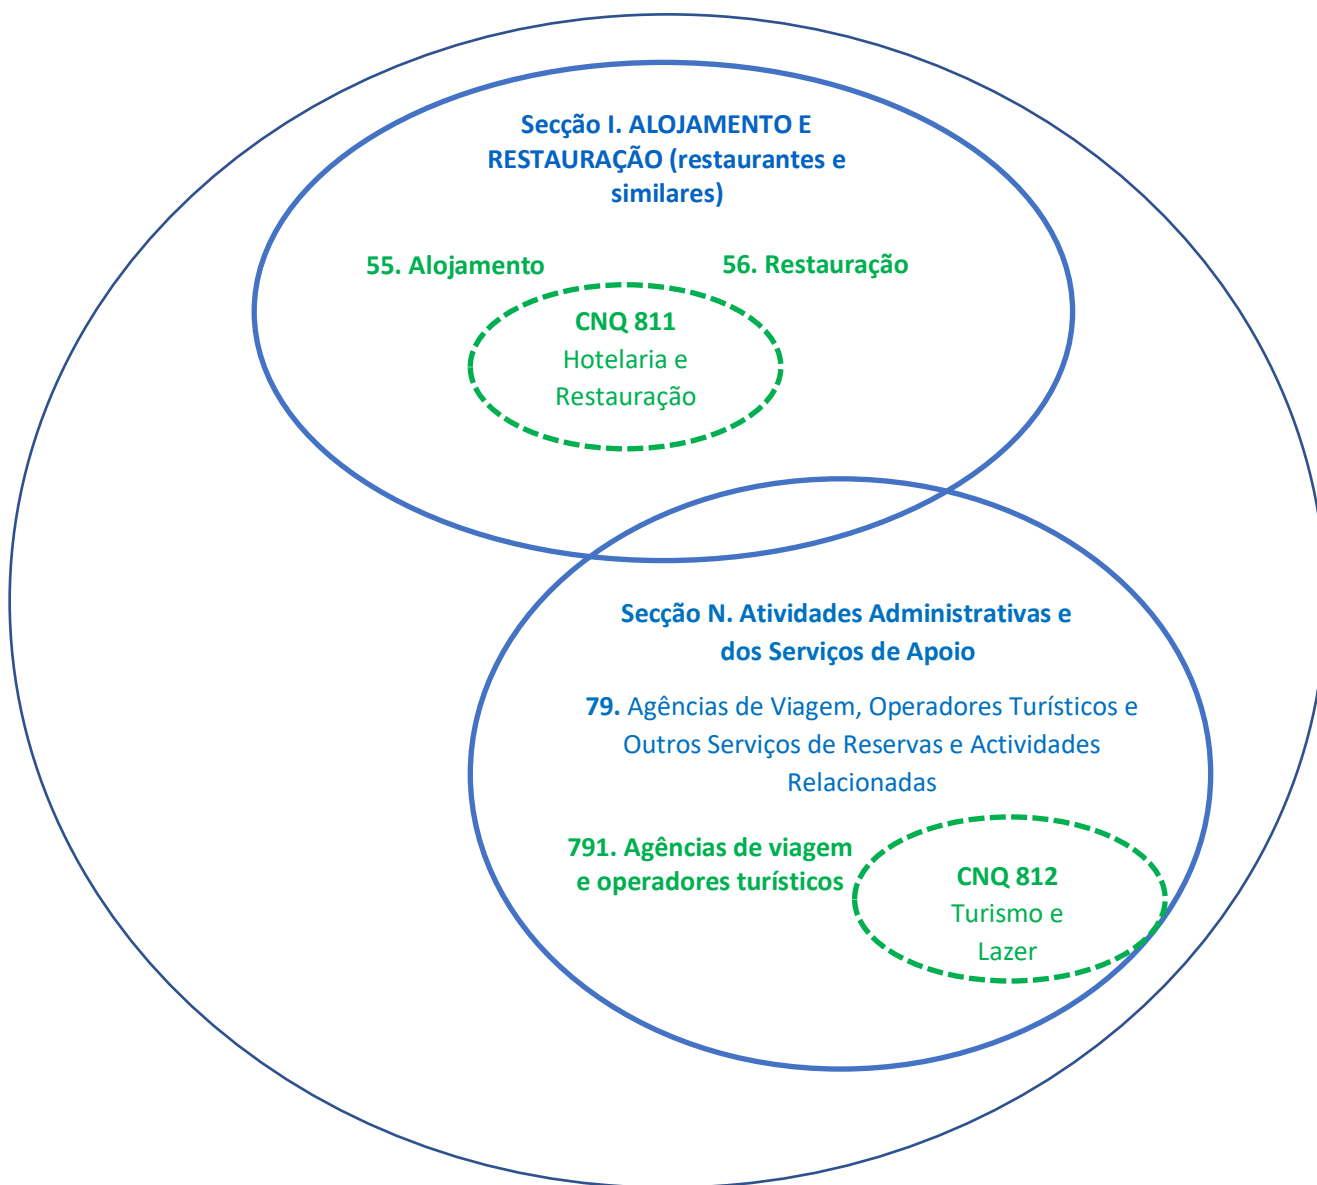 Secção I. ALOJAMENTO E
RESTAURAÇÃO (restaurantes e
similares)
55. Alojamento
56. Restauração
CNQ 811
Hotelaria e
Restauração
Secção N. Atividades Administrativas e
dos Serviços de Apoio
79. Agências de Viagem, Operadores Turísticos e
Outros Serviços de Reservas e Actividades
Relacionadas
791. Agências de viagem
e operadores turísticos
CNQ 812
Turismo e
Lazer